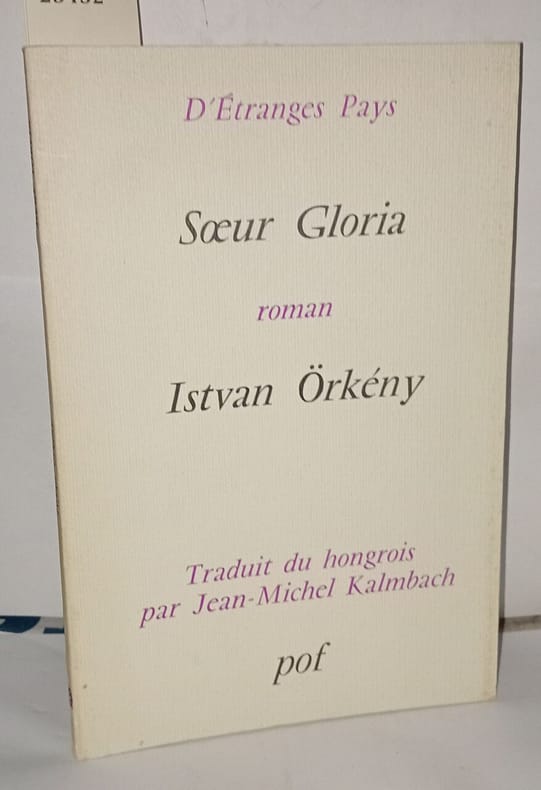 D'Étranges Pays
Sœur Gloria
roman
Istvan Örkény
Traduit du hongrois
par Jean-Michel Kalmbach
pof